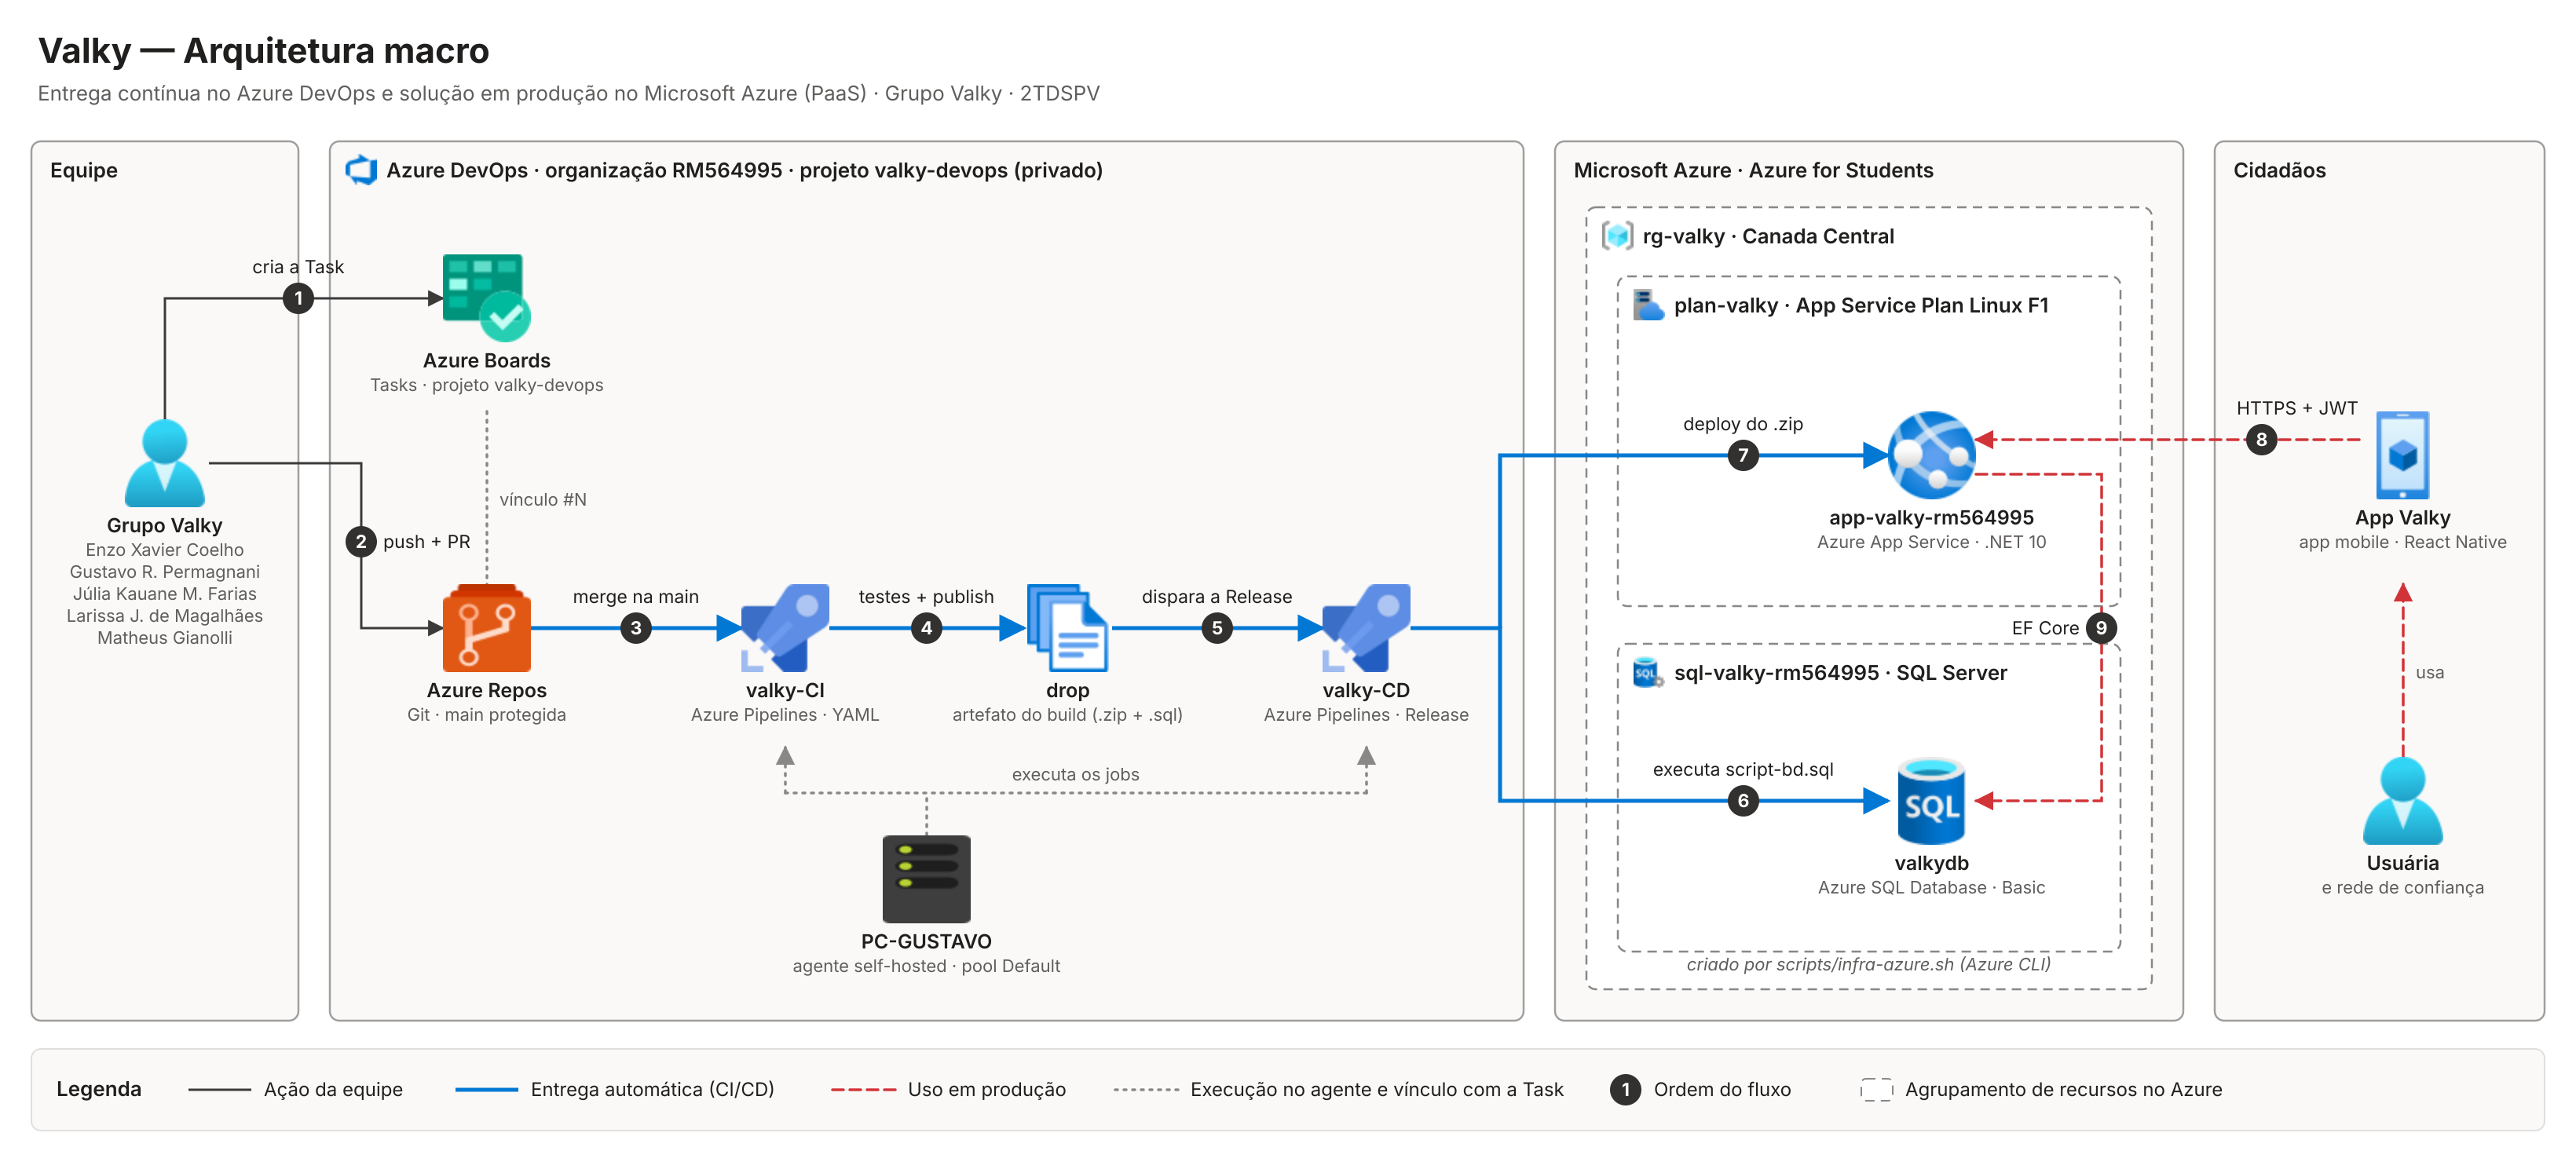 Valky — Arquitetura macro
Entrega contínua no Azure DevOps e solução em produção no Microsoft Azure (PaaS) · Grupo Valky · 2TDSPV
Equipe
cria a Task
1
Grupo Valky
Enzo Xavier Coelho
Gustavo R. Permagnani
Júlia Kauane M. Farias
Larissa J. de Magalhães
Matheus Gianolli
Azure DevOps · organização RM564995 · projeto valky-devops (privado)
Azure Boards
Tasks · projeto valky-devops
vínculo #N
2
push + PR
Azure Repos
Git · main protegida
merge na main
3
valky-CI
Azure Pipelines · YAML
testes + publish
4
drop
artefato do build (.zip + .sql)
dispara a Release
5
valky-CD
Azure Pipelines · Release
executa os jobs
PC-GUSTAVO
agente self-hosted · pool Default
Microsoft Azure · Azure for Students
rg-valky · Canada Central
plan-valky · App Service Plan Linux F1
deploy do .zip
7
app-valky-rm564995
Azure App Service · .NET 10
EF Core
9
sql-valky-rm564995 · SQL Server
SQL
executa script-bd.sql
6
SQL
valkydb
Azure SQL Database · Basic
criado por scripts/infra-azure.sh (Azure CLI)
Cidadãos
HTTPS + JWT
8
App Valky
app mobile · React Native
usa
Usuária
e rede de confiança
Legenda
Ação da equipe
Entrega automática (CI/CD)
Uso em produção
Execução no agente e vínculo com a Task
1
Ordem do fluxo
Agrupamento de recursos no Azure